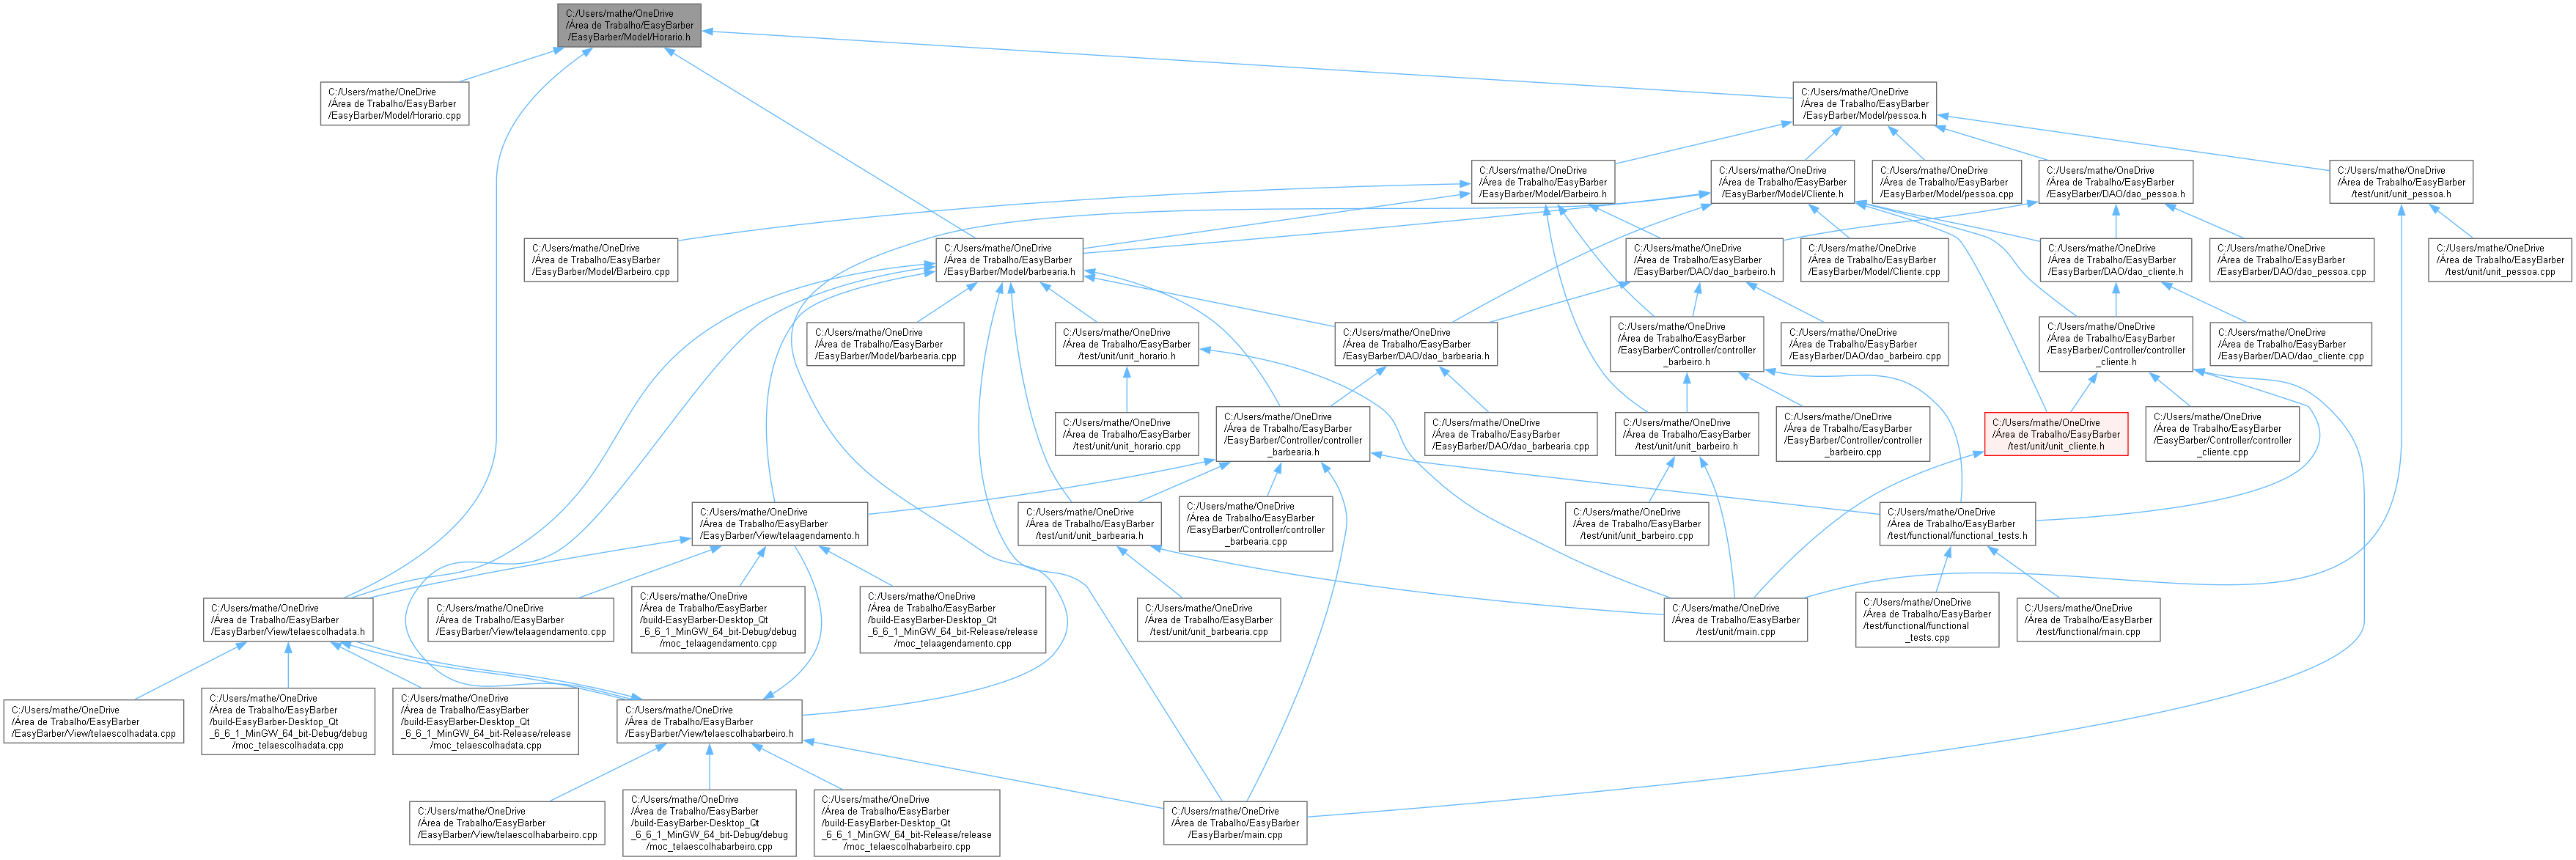 C:/Users/mathe/OneDrive
/Área de Trabalho/EasyBarber
/EasyBarber/Model/Horario.h
C:/Users/mathe/OneDrive
/Área de Trabalho/EasyBarber
/EasyBarber/Model/Horario.cpp
C:/Users/mathe/OneDrive
/Área de Trabalho/EasyBarber
/EasyBarber/Model/pessoa.h
C:/Users/mathe/OneDrive
/Área de Trabalho/EasyBarber
/EasyBarber/Model/Barbeiro.h
C:/Users/mathe/OneDrive
/Área de Trabalho/EasyBarber
/EasyBarber/Model/Cliente.h
C:/Users/mathe/OneDrive
/Área de Trabalho/EasyBarber
/EasyBarber/Model/pessoa.cpp
C:/Users/mathe/OneDrive
/Área de Trabalho/EasyBarber
/EasyBarber/DAO/dao_pessoa.h
C:/Users/mathe/OneDrive
/Área de Trabalho/EasyBarber
/test/unit/unit_pessoa.h
C:/Users/mathe/OneDrive
/Área de Trabalho/EasyBarber
/EasyBarber/Model/Barbeiro.cpp
C:/Users/mathe/OneDrive
/Área de Trabalho/EasyBarber
/EasyBarber/Model/barbearia.h
C:/Users/mathe/OneDrive
/Área de Trabalho/EasyBarber
/EasyBarber/DAO/dao_barbeiro.h
C:/Users/mathe/OneDrive
/Área de Trabalho/EasyBarber
/EasyBarber/Model/Cliente.cpp
C:/Users/mathe/OneDrive
/Área de Trabalho/EasyBarber
/EasyBarber/DAO/dao_cliente.h
C:/Users/mathe/OneDrive
/Área de Trabalho/EasyBarber
/EasyBarber/DAO/dao_pessoa.cpp
C:/Users/mathe/OneDrive
/Área de Trabalho/EasyBarber
/test/unit/unit_pessoa.cpp
C:/Users/mathe/OneDrive
/Área de Trabalho/EasyBarber
/EasyBarber/Model/barbearia.cpp
C:/Users/mathe/OneDrive
/Área de Trabalho/EasyBarber
/test/unit/unit_horario.h
C:/Users/mathe/OneDrive
/Área de Trabalho/EasyBarber
/EasyBarber/DAO/dao_barbearia.h
C:/Users/mathe/OneDrive
/Área de Trabalho/EasyBarber
/EasyBarber/Controller/controller
_barbeiro.h
C:/Users/mathe/OneDrive
/Área de Trabalho/EasyBarber
/EasyBarber/DAO/dao_barbeiro.cpp
C:/Users/mathe/OneDrive
/Área de Trabalho/EasyBarber
/EasyBarber/Controller/controller
_cliente.h
C:/Users/mathe/OneDrive
/Área de Trabalho/EasyBarber
/EasyBarber/DAO/dao_cliente.cpp
C:/Users/mathe/OneDrive
/Área de Trabalho/EasyBarber
/test/unit/unit_horario.cpp
C:/Users/mathe/OneDrive
/Área de Trabalho/EasyBarber
/EasyBarber/Controller/controller
_barbearia.h
C:/Users/mathe/OneDrive
/Área de Trabalho/EasyBarber
/EasyBarber/DAO/dao_barbearia.cpp
C:/Users/mathe/OneDrive
/Área de Trabalho/EasyBarber
/test/unit/unit_barbeiro.h
C:/Users/mathe/OneDrive
/Área de Trabalho/EasyBarber
/EasyBarber/Controller/controller
_barbeiro.cpp
C:/Users/mathe/OneDrive
/Área de Trabalho/EasyBarber
/test/unit/unit_cliente.h
C:/Users/mathe/OneDrive
/Área de Trabalho/EasyBarber
/EasyBarber/Controller/controller
_cliente.cpp
C:/Users/mathe/OneDrive
/Área de Trabalho/EasyBarber
/EasyBarber/View/telaagendamento.h
C:/Users/mathe/OneDrive
/Área de Trabalho/EasyBarber
/test/unit/unit_barbearia.h
C:/Users/mathe/OneDrive
/Área de Trabalho/EasyBarber
/EasyBarber/Controller/controller
_barbearia.cpp
C:/Users/mathe/OneDrive
/Área de Trabalho/EasyBarber
/test/unit/unit_barbeiro.cpp
C:/Users/mathe/OneDrive
/Área de Trabalho/EasyBarber
/test/functional/functional_tests.h
C:/Users/mathe/OneDrive
/Área de Trabalho/EasyBarber
/EasyBarber/View/telaescolhadata.h
C:/Users/mathe/OneDrive
/Área de Trabalho/EasyBarber
/EasyBarber/View/telaagendamento.cpp
C:/Users/mathe/OneDrive
/Área de Trabalho/EasyBarber
/build-EasyBarber-Desktop_Qt
_6_6_1_MinGW_64_bit-Debug/debug
/moc_telaagendamento.cpp
C:/Users/mathe/OneDrive
/Área de Trabalho/EasyBarber
/build-EasyBarber-Desktop_Qt
_6_6_1_MinGW_64_bit-Release/release
/moc_telaagendamento.cpp
C:/Users/mathe/OneDrive
/Área de Trabalho/EasyBarber
/test/unit/unit_barbearia.cpp
C:/Users/mathe/OneDrive
/Área de Trabalho/EasyBarber
/test/unit/main.cpp
C:/Users/mathe/OneDrive
/Área de Trabalho/EasyBarber
/test/functional/functional
_tests.cpp
C:/Users/mathe/OneDrive
/Área de Trabalho/EasyBarber
/test/functional/main.cpp
C:/Users/mathe/OneDrive
/Área de Trabalho/EasyBarber
/EasyBarber/View/telaescolhadata.cpp
C:/Users/mathe/OneDrive
/Área de Trabalho/EasyBarber
/build-EasyBarber-Desktop_Qt
_6_6_1_MinGW_64_bit-Debug/debug
/moc_telaescolhadata.cpp
C:/Users/mathe/OneDrive
/Área de Trabalho/EasyBarber
/build-EasyBarber-Desktop_Qt
_6_6_1_MinGW_64_bit-Release/release
/moc_telaescolhadata.cpp
C:/Users/mathe/OneDrive
/Área de Trabalho/EasyBarber
/EasyBarber/View/telaescolhabarbeiro.h
C:/Users/mathe/OneDrive
/Área de Trabalho/EasyBarber
/EasyBarber/View/telaescolhabarbeiro.cpp
C:/Users/mathe/OneDrive
/Área de Trabalho/EasyBarber
/build-EasyBarber-Desktop_Qt
_6_6_1_MinGW_64_bit-Debug/debug
/moc_telaescolhabarbeiro.cpp
C:/Users/mathe/OneDrive
/Área de Trabalho/EasyBarber
/build-EasyBarber-Desktop_Qt
_6_6_1_MinGW_64_bit-Release/release
/moc_telaescolhabarbeiro.cpp
C:/Users/mathe/OneDrive
/Área de Trabalho/EasyBarber
/EasyBarber/main.cpp